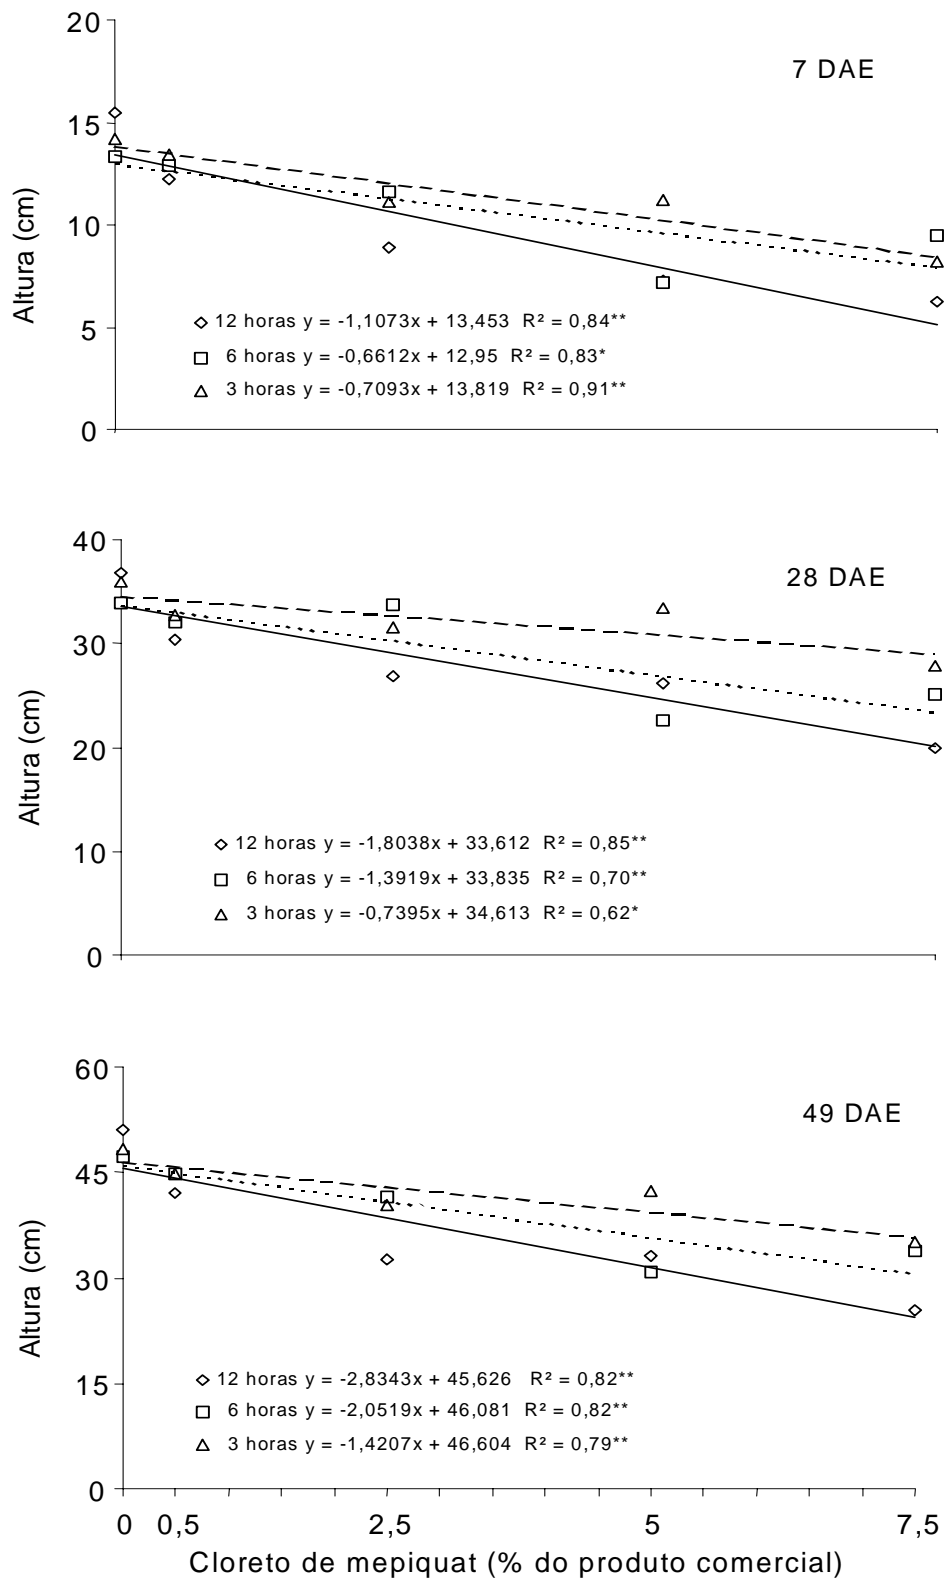 20
7 DAE
15
10
Altura (cm)
12 horas y = -1,1073x + 13,453 R² = 0,84**
5
6 horas y = -0,6612x + 12,95 R² = 0,83*
3 horas y = -0,7093x + 13,819 R² = 0,91**
0
40
28 DAE
30
Altura (cm)
20
12 horas y = -1,8038x + 33,612 R² = 0,85**
10
6 horas y = -1,3919x + 33,835 R² = 0,70**
3 horas y = -0,7395x + 34,613 R² = 0,62*
0
60
49 DAE
45
Altura (cm)
30
12 horas y = -2,8343x + 45,626 R² = 0,82**
15
6 horas y = -2,0519x + 46,081 R² = 0,82**
3 horas y = -1,4207x + 46,604 R² = 0,79**
0
0 0,5 2,5 5 7,5
Cloreto de mepiquat (% do produto comercial)